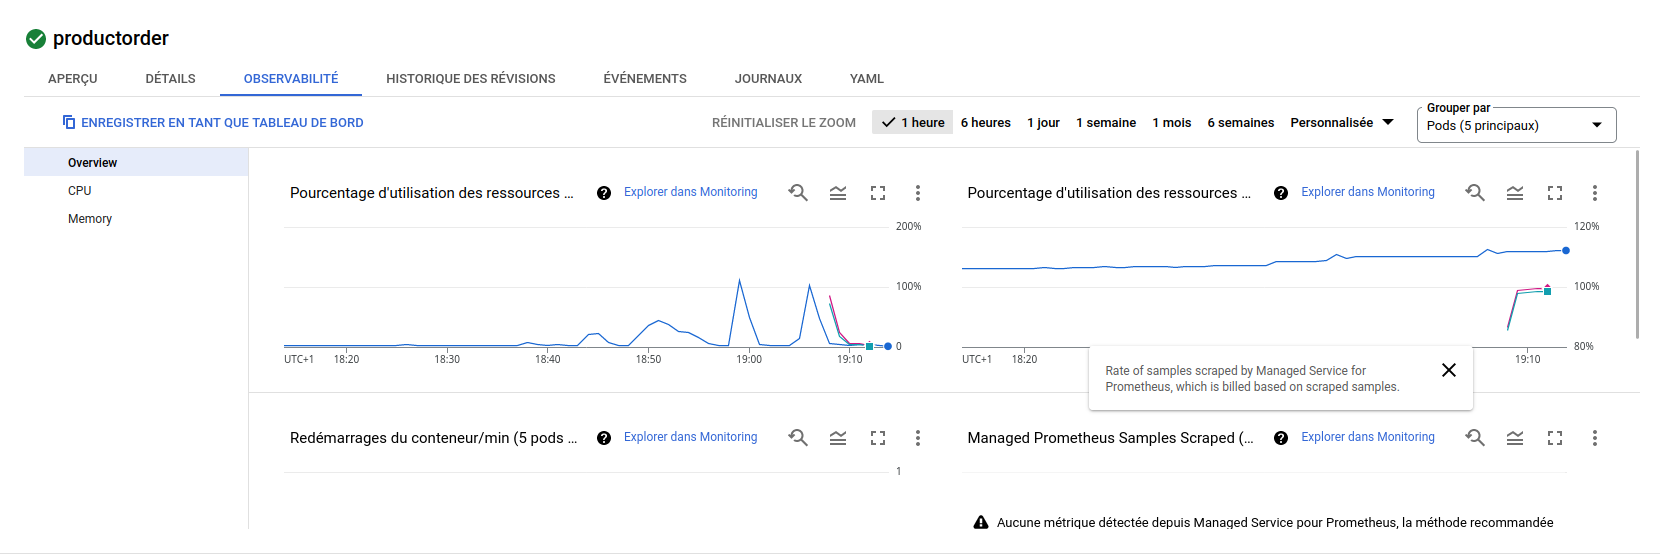 productorder
APERÇU DÉTAILS OBSERVABILITÉ HISTORIQUE DES RÉVISIONS ÉVÉNEMENTS JOURNAUX YAML
ENREGISTRER EN TANT QUE TABLEAU DE BORD
RÉINITIALISER LE ZOOM 1 heure 6 heures 1 jour 1 semaine 1 mois 6 semaines Personnalisée
Grouper par
Pods (5 principaux)
Overview
CPU
Memory
Pourcentage d'utilisation des ressources ... Explorer dans Monitoring
200%
100%
0
UTC+1 18:20 18:30 18:40 18:50 19:00 19:10
Pourcentage d'utilisation des ressources ... Explorer dans Monitoring
120%
100%
80%
UTC+1 18:20 19:10
Rate of samples scraped by Managed Service for
Prometheus, which is billed based on scraped samples.
Redémarrages du conteneur/min (5 pods ... Explorer dans Monitoring
1
Managed Prometheus Samples Scraped (... Explorer dans Monitoring
Aucune métrique détectée depuis Managed Service pour Prometheus, la méthode recommandée